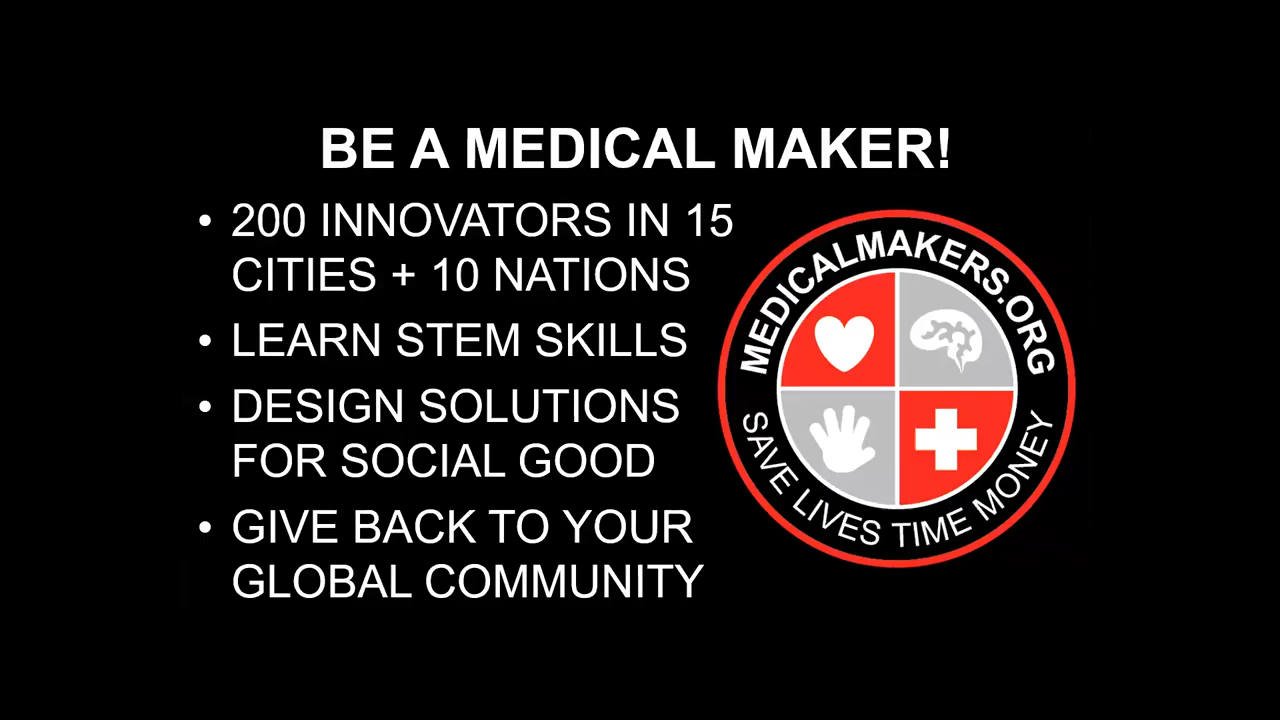 BE A MEDICAL MAKER!
• 200 INNOVATORS IN 15
CITIES + 10 NATIONS
• LEARN STEM SKILLS
• DESIGN SOLUTIONS
FOR SOCIAL GOOD
• GIVE BACK TO YOUR
GLOBAL COMMUNITY
MEDICALMAKERS.ORG
SAVE LIVES TIME MONEY